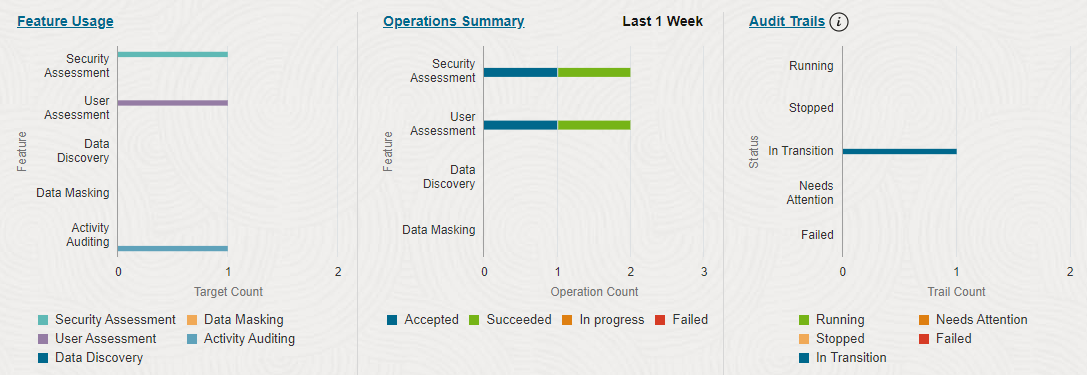 Feature Usage
Security
Assessment
User
Assessment
Data
Discovery
Data Masking
Activity
Auditing
Feature
0 1 2
Target Count
Security Assessment Data Masking
User Assessment Activity Auditing
Data Discovery
Operations Summary Last 1 Week
Security
Assessment
User
Assessment
Data
Discovery
Data Masking
Feature
0 1 2 3
Operation Count
Accepted Succeeded In progress Failed
Audit Trails i
Running
Stopped
In Transition
Needs
Attention
Failed
Status
0 1 2
Trail Count
Running Needs Attention
Stopped Failed
In Transition